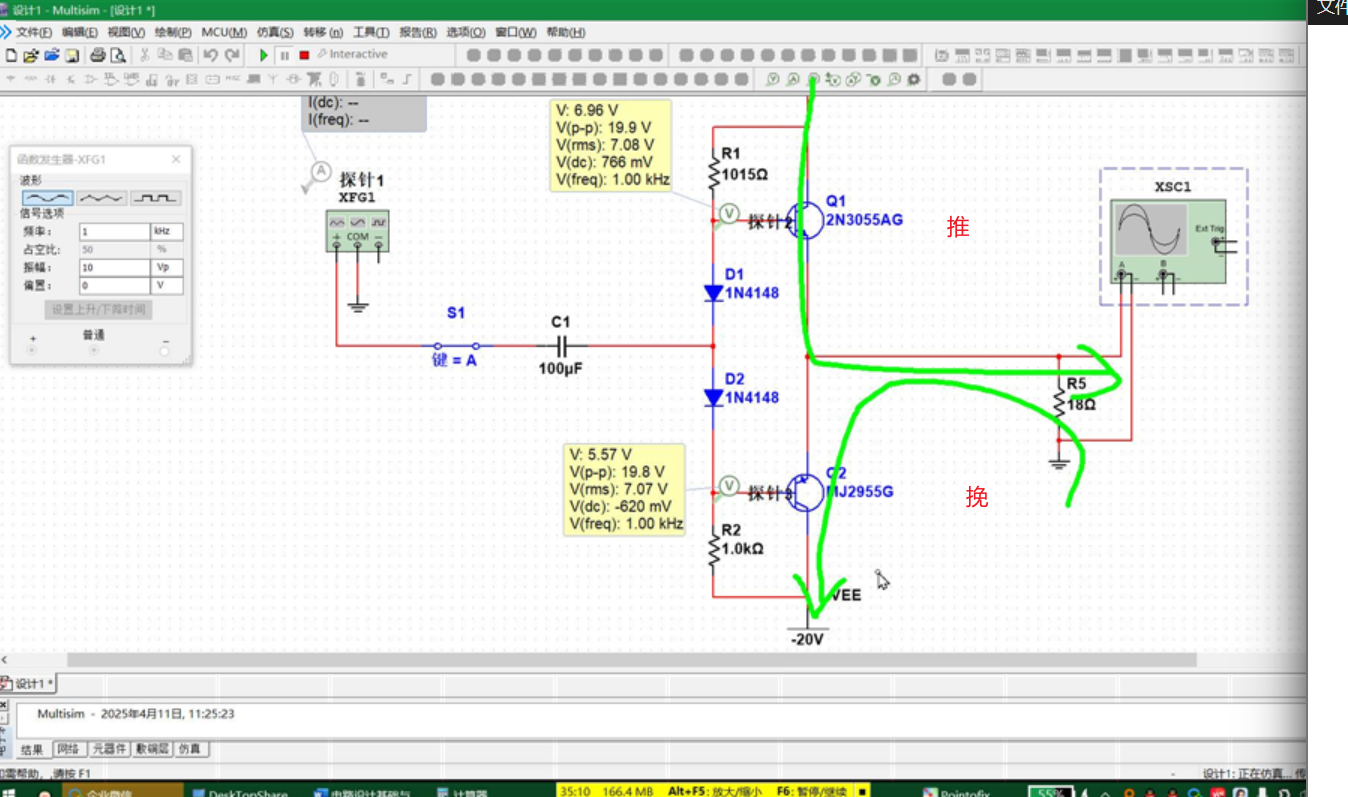 设计1 - Multisim - [设计1 *]
文件
文件(F) 编辑(E) 视图(V) 绘制(P) MCU(M) 仿真(S) 转移(n) 工具(T) 报告(R) 选项(O) 窗口(W) 帮助(H)
Interactive
I(dc): --
I(freq): --
V: 6.96 V
V(p-p): 19.9 V
V(rms): 7.08 V
V(dc): 766 mV
V(freq): 1.00 kHz
函数发生器-XFG1
波形
信号选项
频率: 1 kHz
占空比: 50 %
振幅: 10 Vp
偏置: 0 V
设置上升/下降时间
+ 普通 −
A
探针1
XFG1
+ COM −
R1
1015Ω
V
探针2
Q1
2N3055AG
推
XSC1
Ext Trig
A B
D1
1N4148
S1
键 = A
C1
100µF
D2
1N4148
R5
18Ω
V: 5.57 V
V(p-p): 19.8 V
V(rms): 7.07 V
V(dc): -620 mV
V(freq): 1.00 kHz
V
探针3
Q2
MJ2955G
挽
R2
1.0kΩ
VEE
-20V
设计1 *
Multisim - 2025年4月11日, 11:25:23
结果 网络 元器件 敷铜层 仿真
如需帮助，请按 F1
设计1: 正在仿真... 传
企业微信 DeskTopShare 电路设计基础与 计算器 35:10 166.4 MB Alt+F5: 放大/缩小 F6: 暂停/继续 Pointofix 55%